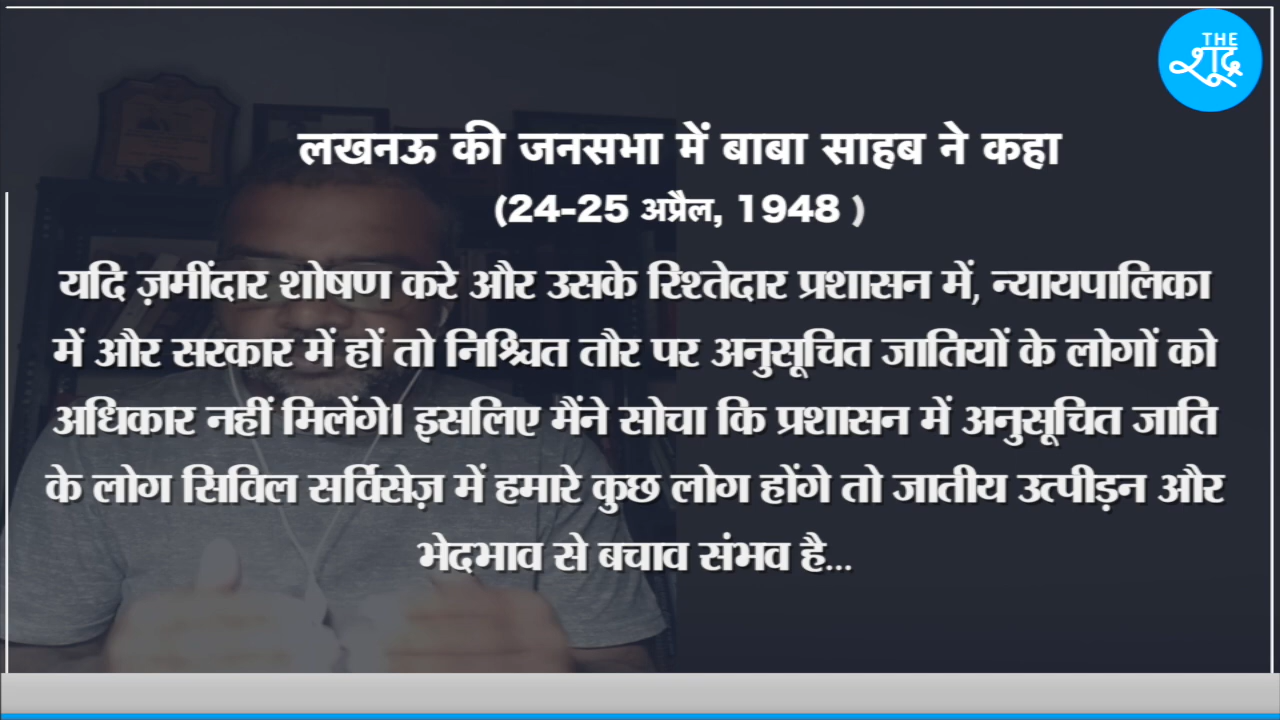 THE
शूद्र
लखनऊ की जनसभा में बाबा साहब ने कहा
(24-25 अप्रैल, 1948 )
यदि ज़मींदार शोषण करे और उसके रिश्तेदार प्रशासन में, न्यायपालिका
में और सरकार में हों तो निश्चित तौर पर अनुसूचित जातियों के लोगों को
अधिकार नहीं मिलेंगे। इसलिए मैंने सोचा कि प्रशासन में अनुसूचित जाति
के लोग सिविल सर्विसेज़ में हमारे कुछ लोग होंगे तो जातीय उत्पीड़न और
भेदभाव से बचाव संभव है...